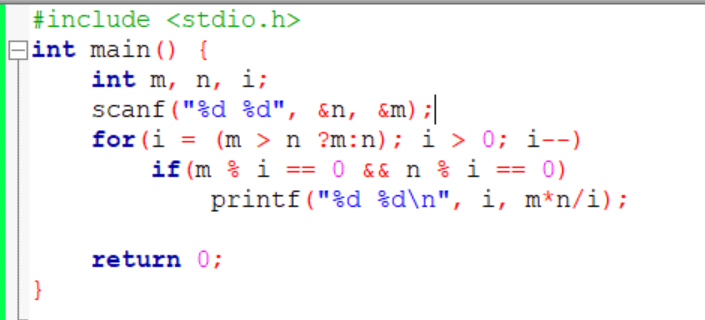 #include <stdio.h>
int main() {
    int m, n, i;
    scanf("%d %d", &n, &m);
    for(i = (m > n ?m:n); i > 0; i--)
        if(m % i == 0 && n % i == 0)
            printf("%d %d\n", i, m*n/i);
    return 0;
}